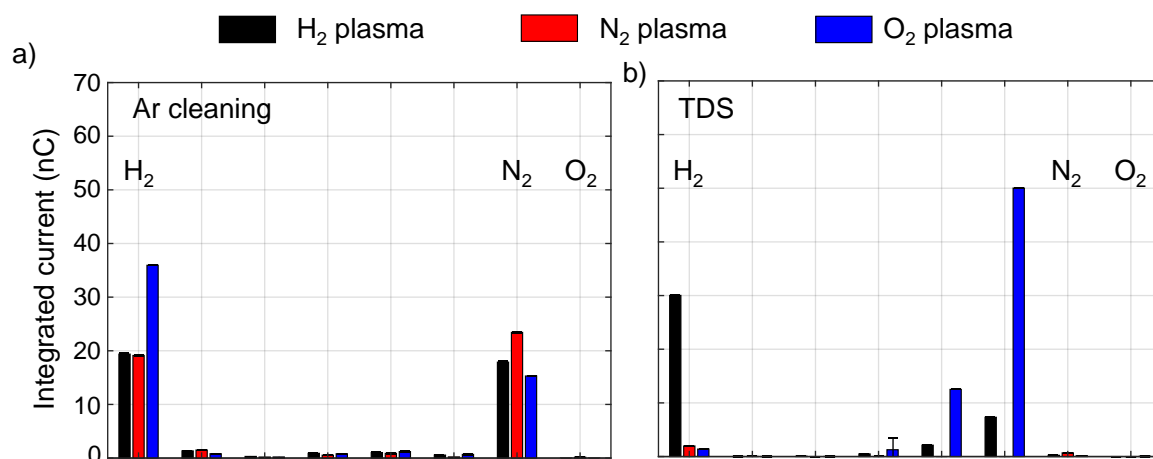 H₂ plasma N₂ plasma O₂ plasma
a) b)
Ar cleaning
TDS
H₂ N₂ O₂
H₂ N₂ O₂
Integrated current (nC)
70
60
50
40
30
20
10
0